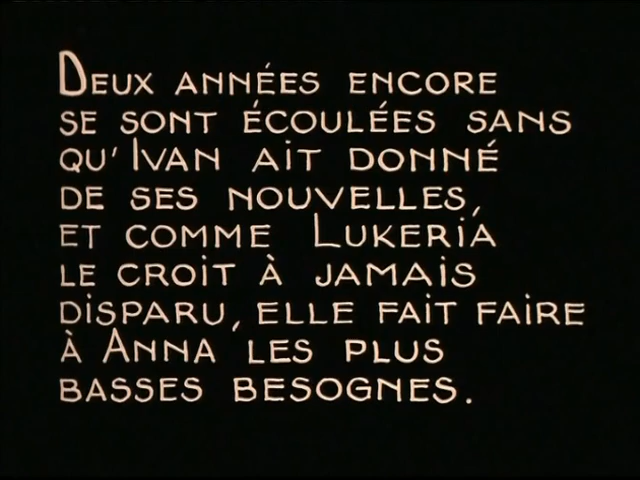 DEUX ANNÉES ENCORE
SE SONT ÉCOULÉES SANS
QU'IVAN AIT DONNÉ
DE SES NOUVELLES,
ET COMME LUKERIA
LE CROIT À JAMAIS
DISPARU, ELLE FAIT FAIRE
À ANNA LES PLUS
BASSES BESOGNES.